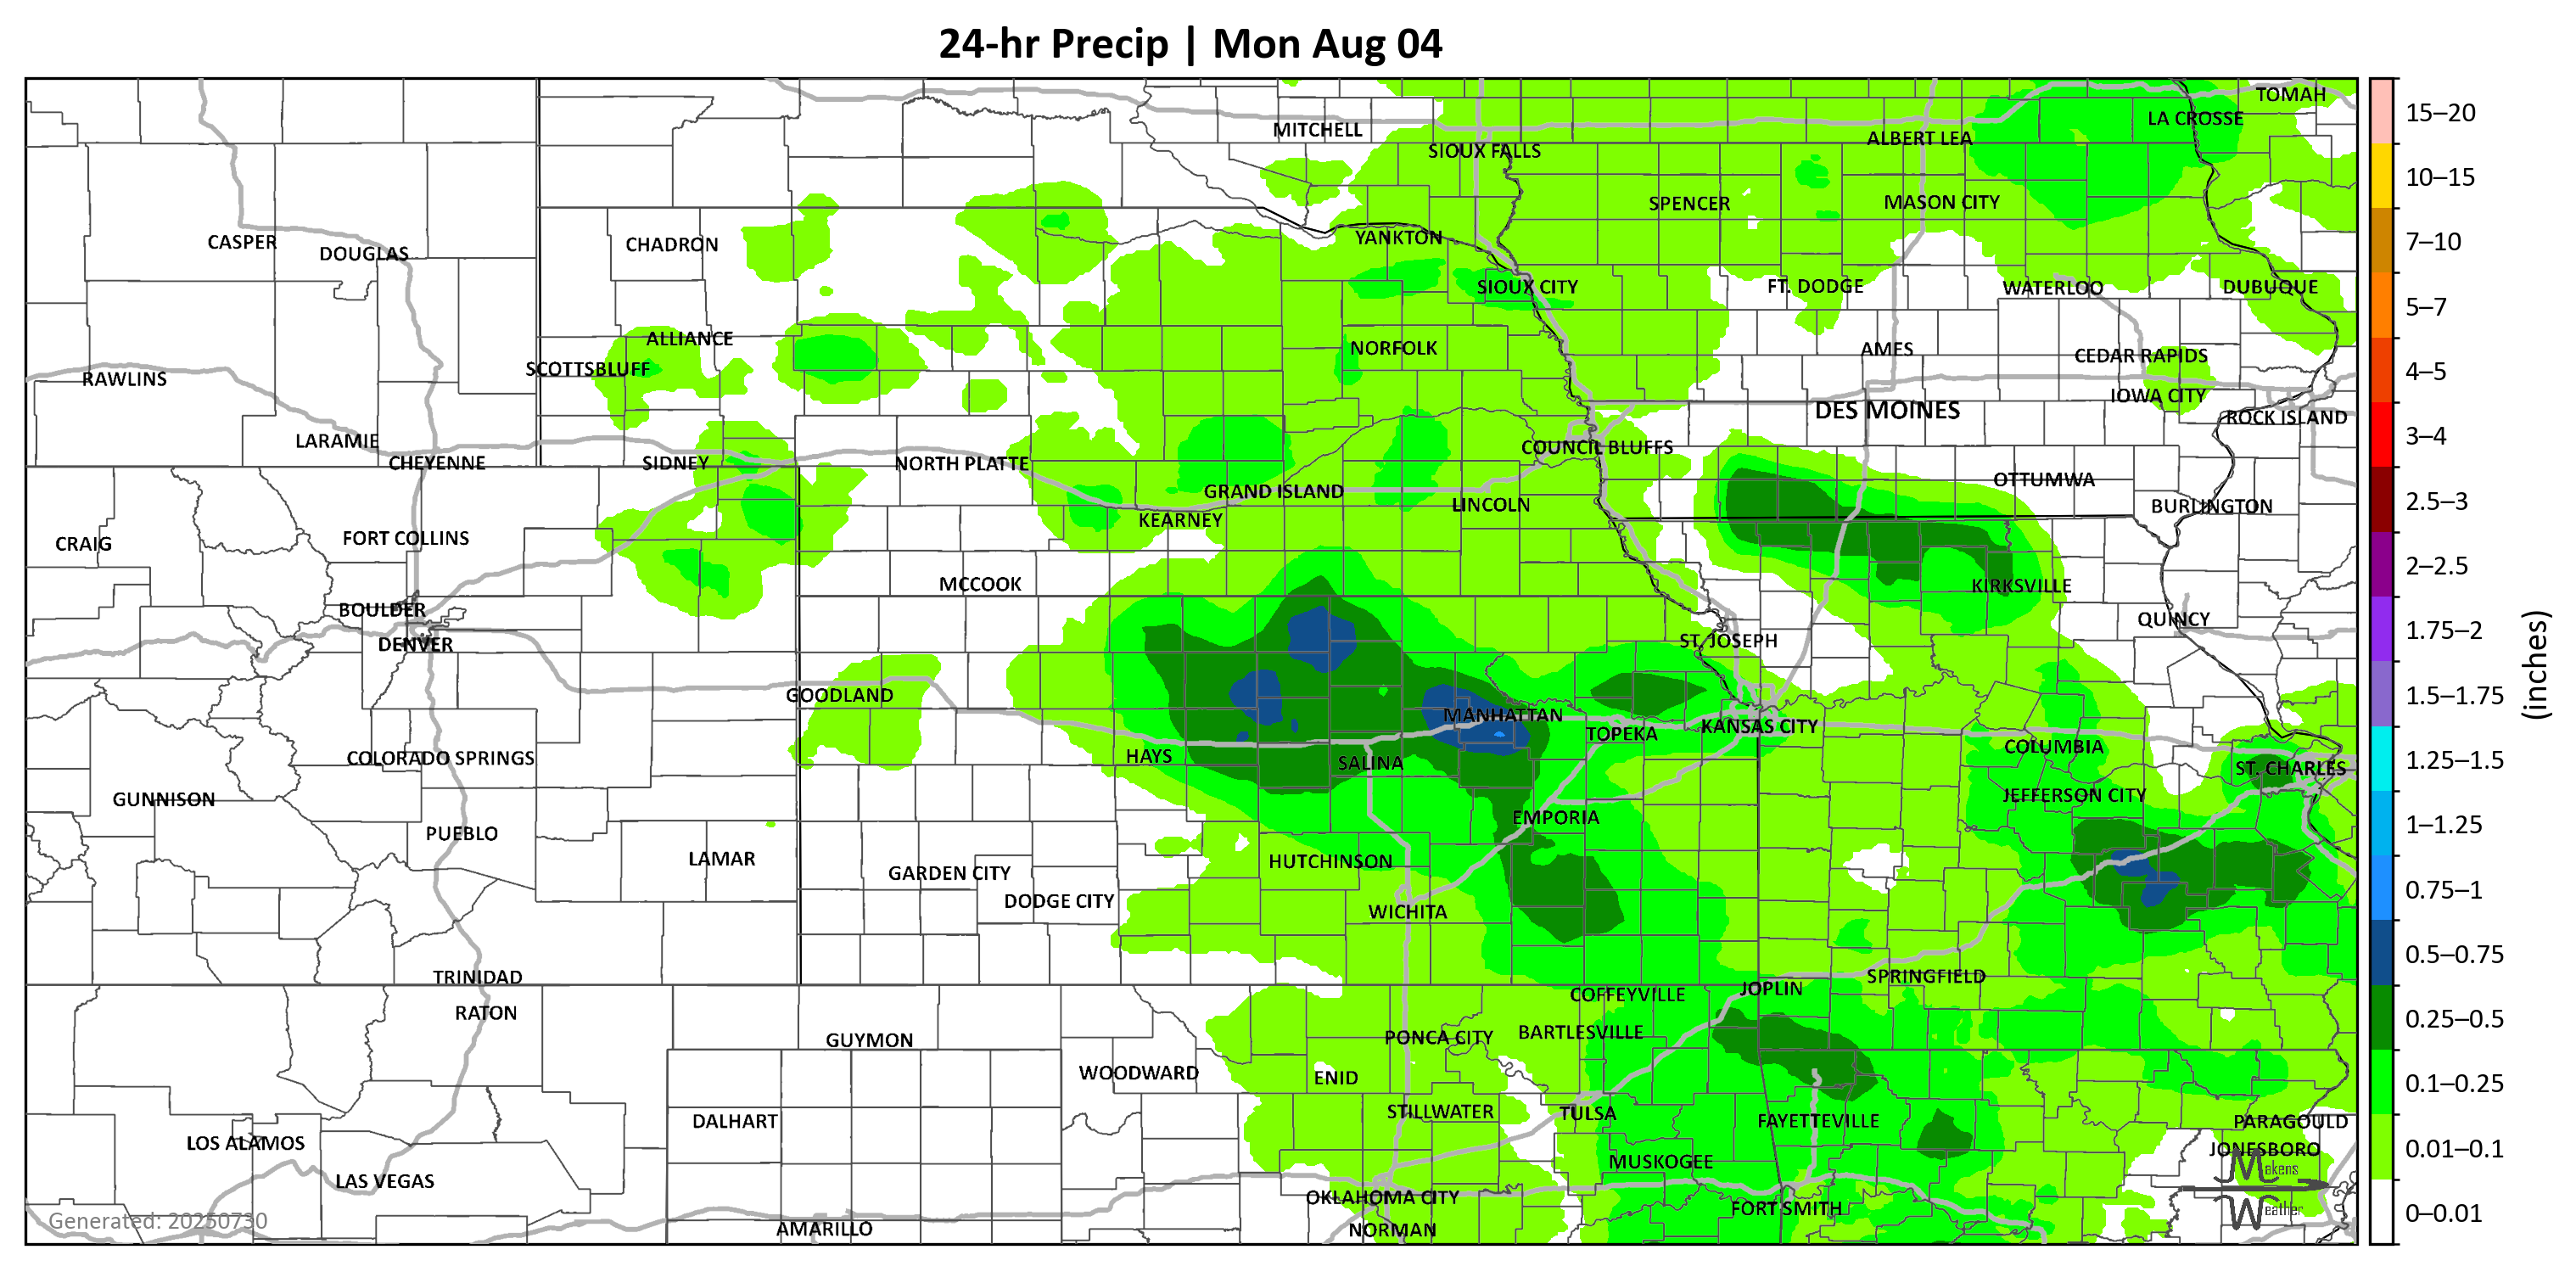 24-hr Precip | Mon Aug 04
TOMAH
15–20
LA CROSSE
MITCHELL
ALBERT LEA
SIOUX FALLS
10–15
SPENCER
MASON CITY
YANKTON
CASPER
CHADRON
7–10
DOUGLAS
SIOUX CITY
FT. DODGE
WATERLOO
DUBUQUE
5–7
ALLIANCE
NORFOLK
AMES
CEDAR RAPIDS
SCOTTSBLUFF
4–5
RAWLINS
IOWA CITY
DES MOINES
ROCK ISLAND
LARAMIE
3–4
COUNCIL BLUFFS
CHEYENNE
SIDNEY
NORTH PLATTE
OTTUMWA
GRAND ISLAND
2.5–3
LINCOLN
BURLINGTON
KEARNEY
FORT COLLINS
CRAIG
2–2.5
MCCOOK
KIRKSVILLE
BOULDER
QUINCY
1.75–2
DENVER
ST. JOSEPH
(inches)
GOODLAND
1.5–1.75
MANHATTAN
KANSAS CITY
TOPEKA
COLUMBIA
HAYS
COLORADO SPRINGS
SALINA
1.25–1.5
ST. CHARLES
GUNNISON
JEFFERSON CITY
EMPORIA
1–1.25
PUEBLO
LAMAR
HUTCHINSON
GARDEN CITY
0.75–1
DODGE CITY
WICHITA
0.5–0.75
TRINIDAD
SPRINGFIELD
JOPLIN
COFFEYVILLE
RATON
0.25–0.5
BARTLESVILLE
PONCA CITY
GUYMON
WOODWARD
ENID
0.1–0.25
STILLWATER
TULSA
DALHART
FAYETTEVILLE
PARAGOULD
LOS ALAMOS
JONESBORO
0.01–0.1
MUSKOGEE
Makens
LAS VEGAS
OKLAHOMA CITY
FORT SMITH
Weather
0–0.01
Generated: 20250730
AMARILLO
NORMAN